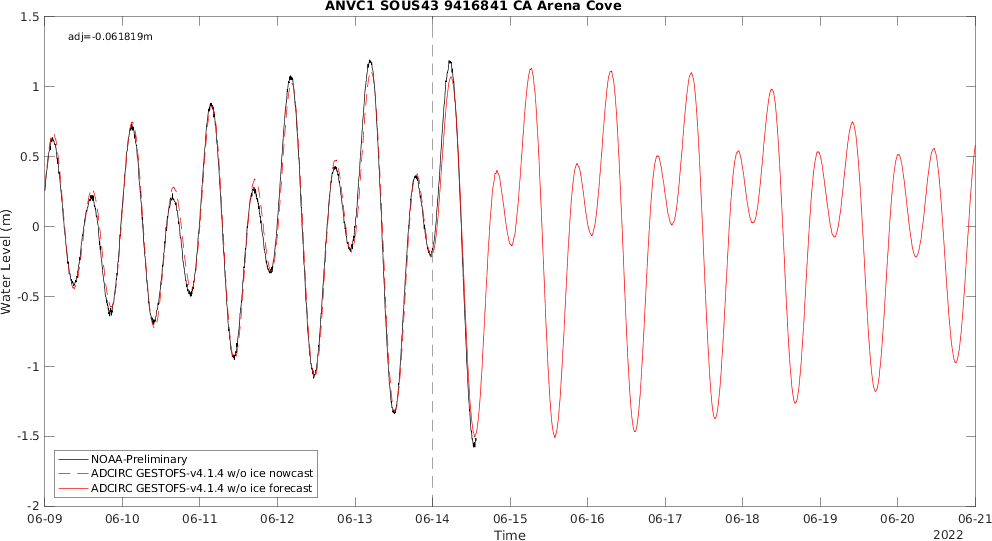 ANVC1 SOUS43 9416841 CA Arena Cove
adj=-0.061819m
Water Level (m)
1.5
1
0.5
0
-0.5
-1
-1.5
-2
NOAA-Preliminary
ADCIRC GESTOFS-v4.1.4 w/o ice nowcast
ADCIRC GESTOFS-v4.1.4 w/o ice forecast
06-09 06-10 06-11 06-12 06-13 06-14 06-15 06-16 06-17 06-18 06-19 06-20 06-21
Time
2022